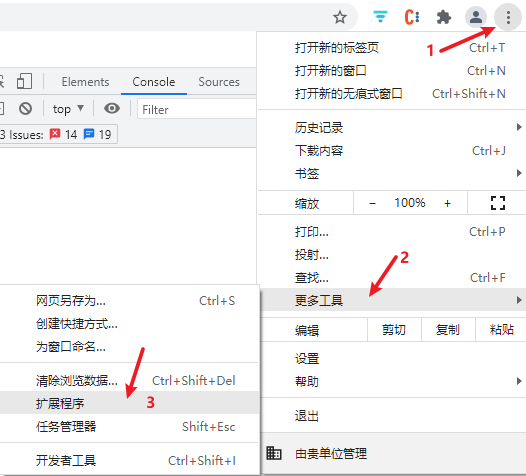 1
打开新的标签页 Ctrl+T
打开新的窗口 Ctrl+N
打开新的无痕式窗口 Ctrl+Shift+N
历史记录
下载内容 Ctrl+J
书签
缩放 − 100% +
打印... Ctrl+P
投射...
2
查找... Ctrl+F
更多工具
编辑 剪切 复制 粘贴
设置
帮助
退出
由贵单位管理
Elements Console Sources
top Filter
3 Issues: 14 19
网页另存为... Ctrl+S
创建快捷方式...
为窗口命名...
清除浏览数据... Ctrl+Shift+Del
扩展程序 3
任务管理器 Shift+Esc
开发者工具 Ctrl+Shift+I